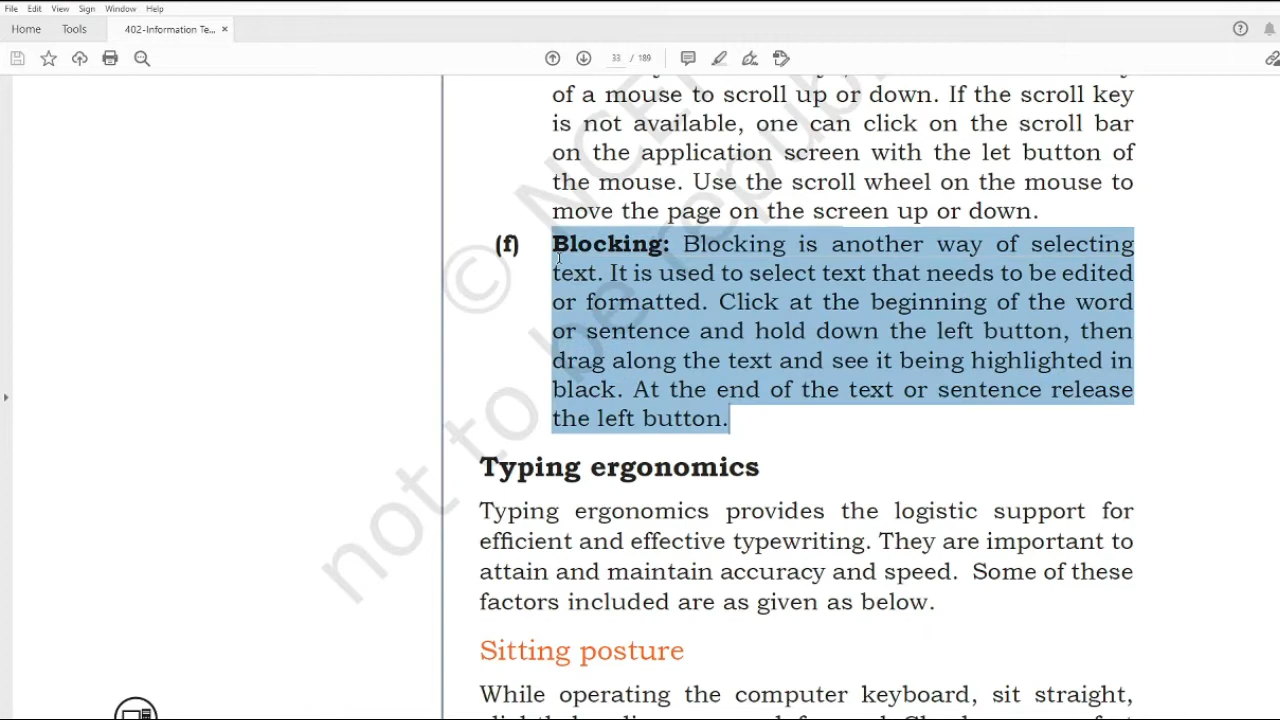 File Edit View Sign Window Help
Home Tools 402-Information Te... ×
33 / 189
of a mouse to scroll up or down. If the scroll key
is not available, one can click on the scroll bar
on the application screen with the let button of
the mouse. Use the scroll wheel on the mouse to
move the page on the screen up or down.
(f) Blocking: Blocking is another way of selecting
text. It is used to select text that needs to be edited
or formatted. Click at the beginning of the word
or sentence and hold down the left button, then
drag along the text and see it being highlighted in
black. At the end of the text or sentence release
the left button.
Typing ergonomics
Typing ergonomics provides the logistic support for
efficient and effective typewriting. They are important to
attain and maintain accuracy and speed. Some of these
factors included are as given as below.
Sitting posture
While operating the computer keyboard, sit straight,
© NCE
not to be republi